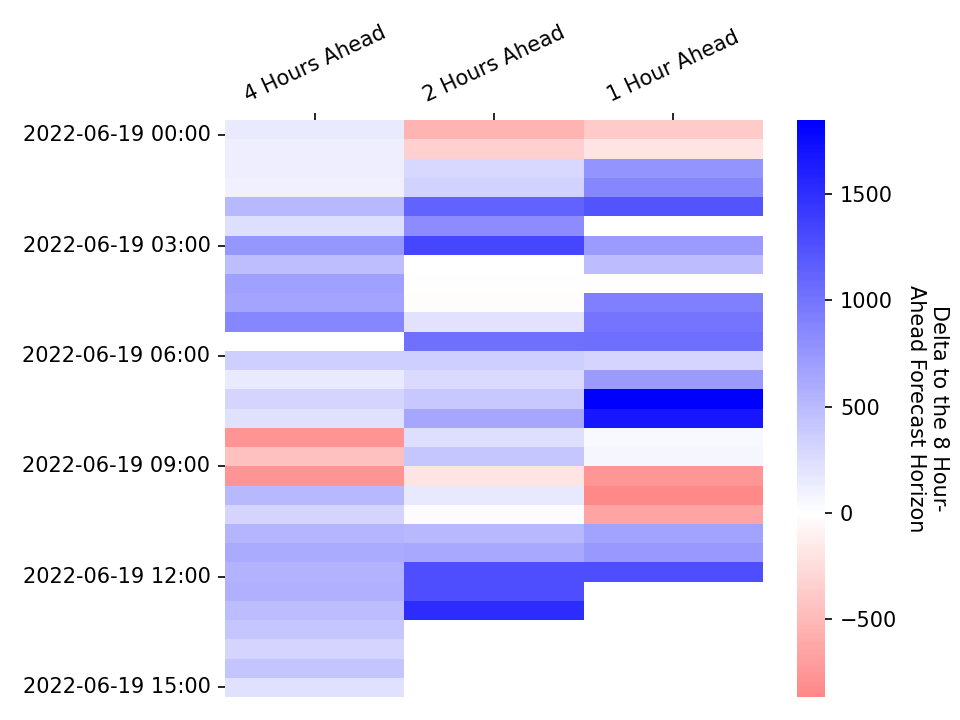 4 Hours Ahead
2 Hours Ahead
1 Hour Ahead
2022-06-19 00:00
2022-06-19 03:00
2022-06-19 06:00
2022-06-19 09:00
2022-06-19 12:00
2022-06-19 15:00
1500
1000
500
0
−500
Delta to the 8 Hour-
Ahead Forecast Horizon